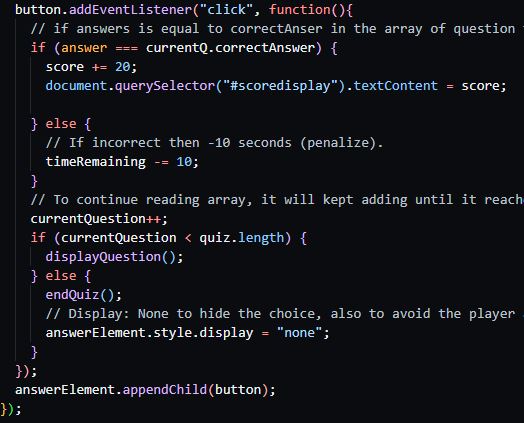 button.addEventListener("click", function(){
// if answers is equal to correctAnser in the array of question
if (answer === currentQ.correctAnswer) {
score += 20;
document.querySelector("#scoredisplay").textContent = score;
} else {
// If incorrect then -10 seconds (penalize).
timeRemaining -= 10;
}
// To continue reading array, it will kept adding until it reach
currentQuestion++;
if (currentQuestion < quiz.length) {
displayQuestion();
} else {
endQuiz();
// Display: None to hide the choice, also to avoid the player
answerElement.style.display = "none";
}
});
answerElement.appendChild(button);
});